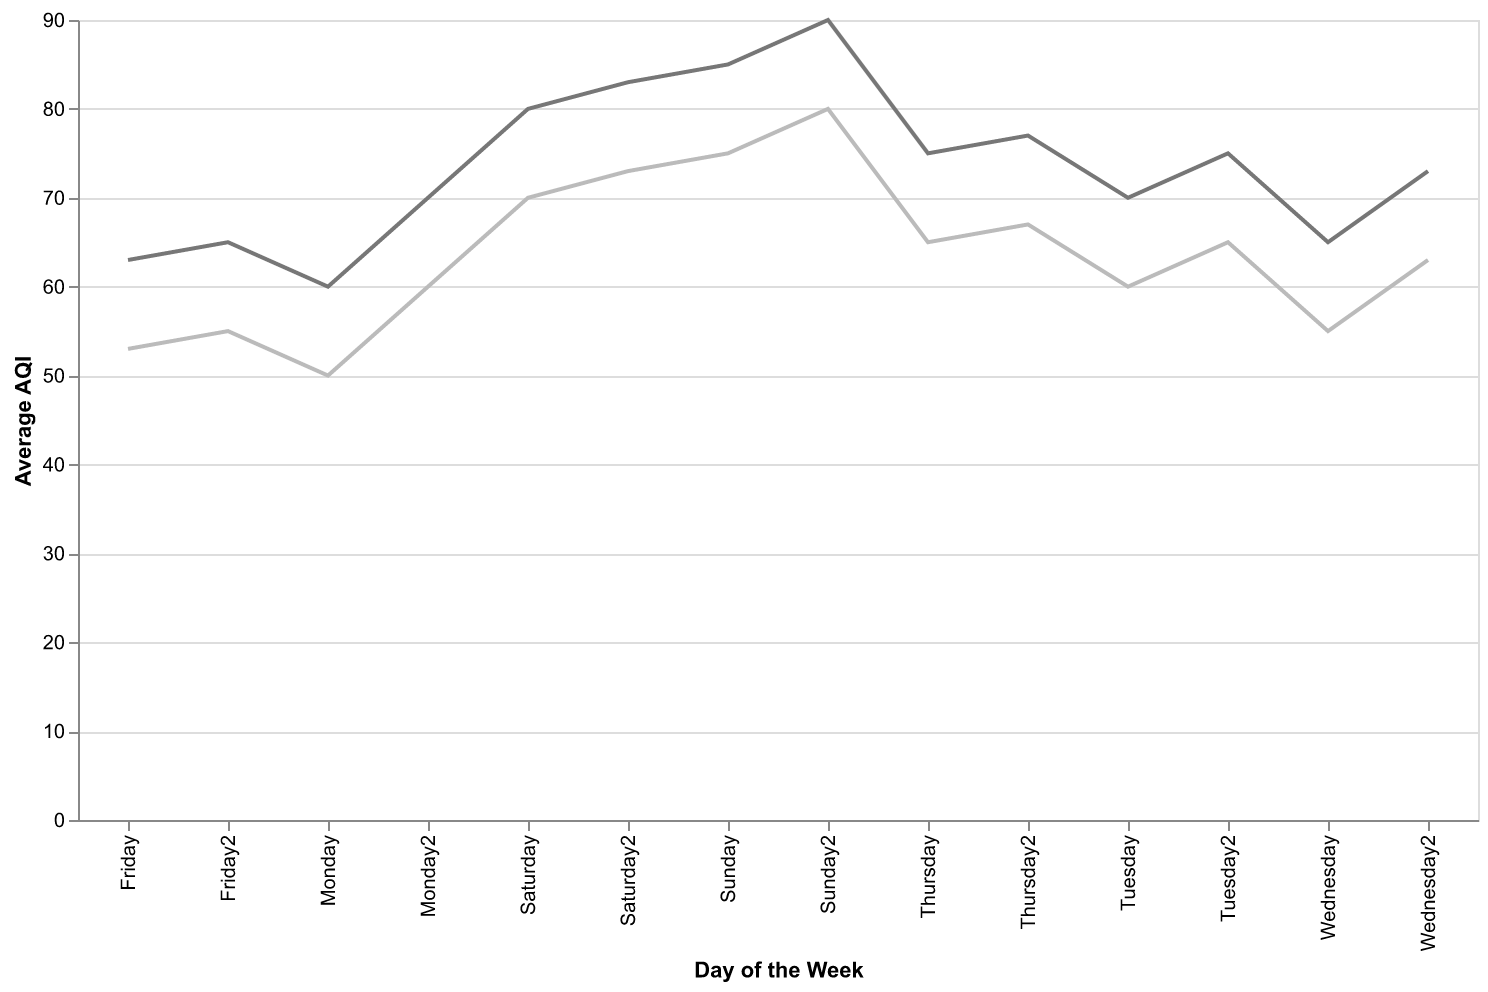 90
80
70
60
50
40
30
20
10
0
Average AQI
Friday
Friday2
Monday
Monday2
Saturday
Saturday2
Sunday
Sunday2
Thursday
Thursday2
Tuesday
Tuesday2
Wednesday
Wednesday2
Day of the Week